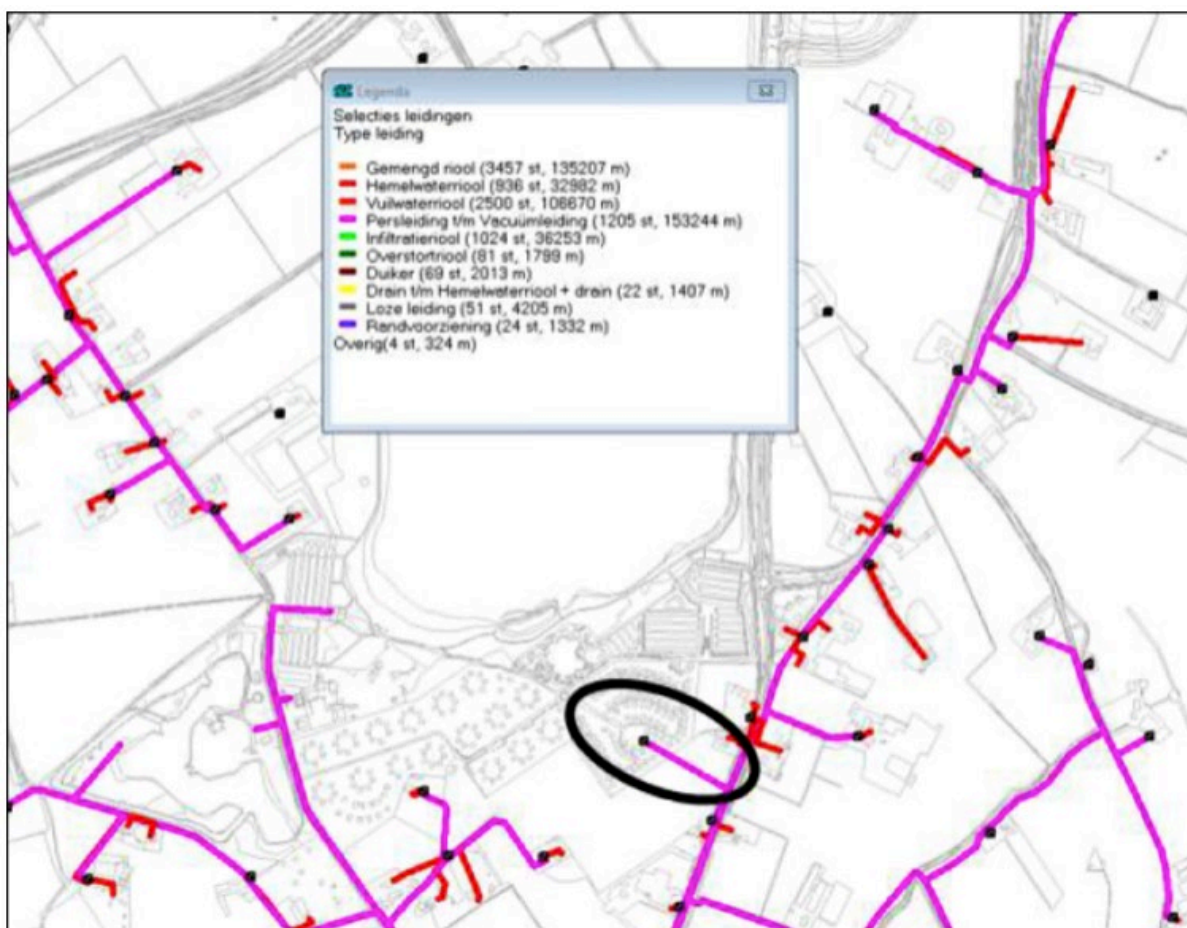 Legenda
Selecties leidingen
Type leiding
Gemengd riool (3457 st, 135207 m)
Hemelwaterriool (936 st, 32982 m)
Vuilwaterriool (2500 st, 106670 m)
Persleiding t/m Vacuümleiding (1205 st, 153244 m)
Infiltratieriool (1024 st, 36253 m)
Overstortriool (81 st, 1799 m)
Duiker (69 st, 2013 m)
Drain t/m Hemelwaterriool + drain (22 st, 1407 m)
Loze leiding (51 st, 4205 m)
Randvoorziening (24 st, 1332 m)
Overig(4 st, 324 m)